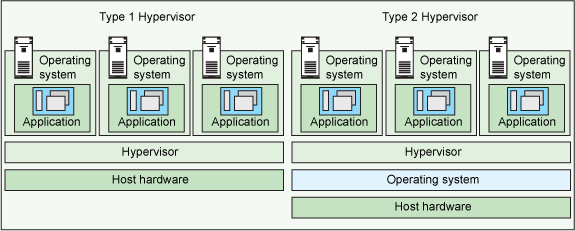 Type 1 Hypervisor
Operating
system
Application
Operating
system
Application
Operating
system
Application
Hypervisor
Host hardware
Type 2 Hypervisor
Operating
system
Application
Operating
system
Application
Operating
system
Application
Hypervisor
Operating system
Host hardware